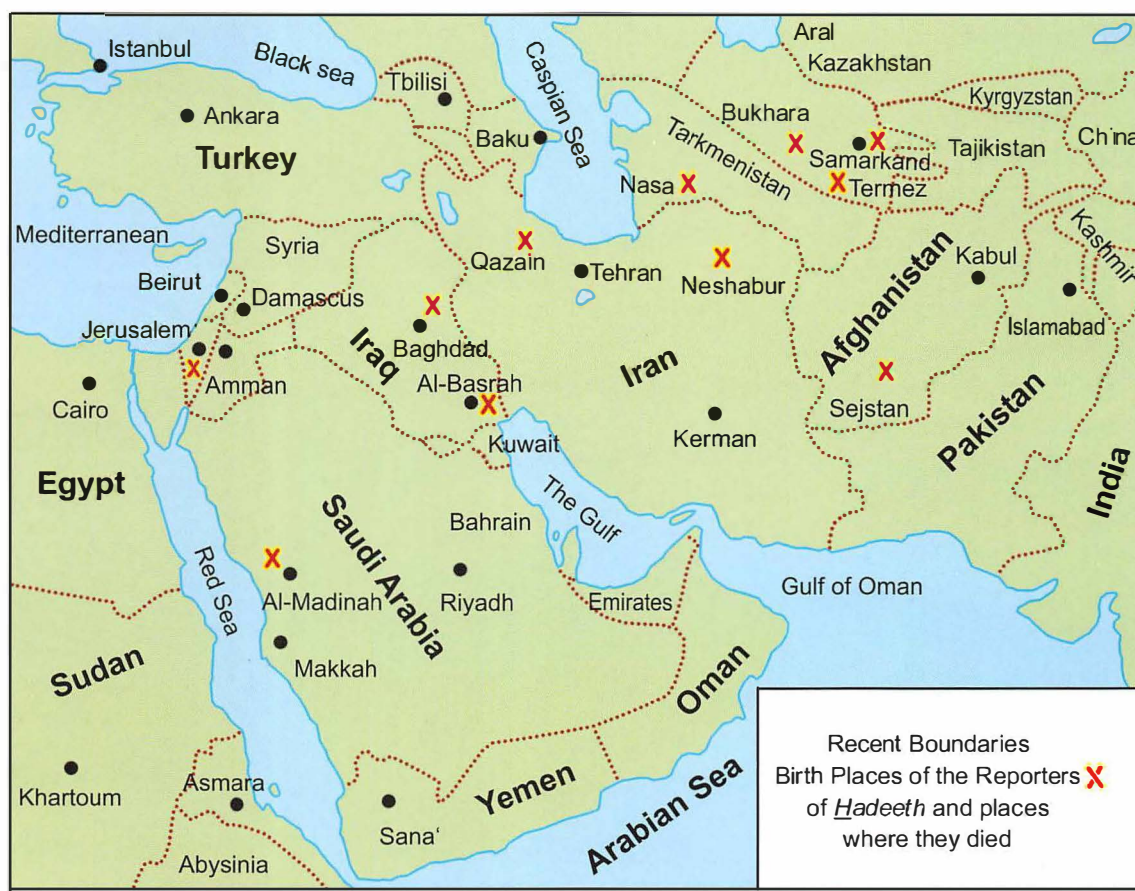 Istanbul
Black sea
Caspian Sea
Aral
Kazakhstan
Tbilisi
Kyrgyzstan
Ankara
Bukhara
China
Baku
Turkey
Tarkmenistan
Samarkand
Tajikistan
Nasa X
X Termez
Mediterranean
Syria
Qazain
Tehran
Neshabur
Kabul
Kashmir
Beirut
Damascus
Afghanistan
Islamabad
Jerusalem
Baghdad
Iraq
Iran
Amman
Al-Basrah
Sejstan
Cairo
Kerman
Pakistan
Kuwait
Egypt
India
The Gulf
Saudi Arabia
Bahrain
Red Sea
Al-Madinah
Riyadh
Emirates
Gulf of Oman
Makkah
Sudan
Oman
Khartoum
Asmara
Yemen
Arabian Sea
Sana‘
Abysinia
Recent Boundaries
Birth Places of the Reporters X
of Hadeeth and places
where they died